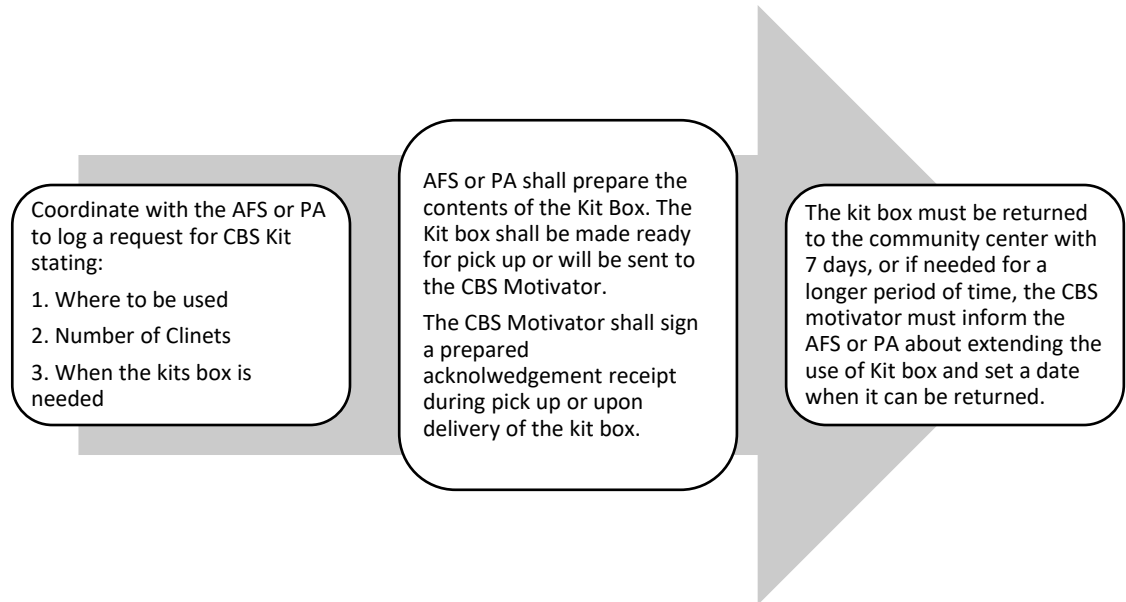 Coordinate with the AFS or PA
to log a request for CBS Kit
stating:
1. Where to be used
2. Number of Clinets
3. When the kits box is
needed
AFS or PA shall prepare the
contents of the Kit Box. The
Kit box shall be made ready
for pick up or will be sent to
the CBS Motivator.
The CBS Motivator shall sign
a prepared
acknolwedgement receipt
during pick up or upon
delivery of the kit box.
The kit box must be returned
to the community center with
7 days, or if needed for a
longer period of time, the CBS
motivator must inform the
AFS or PA about extending the
use of Kit box and set a date
when it can be returned.